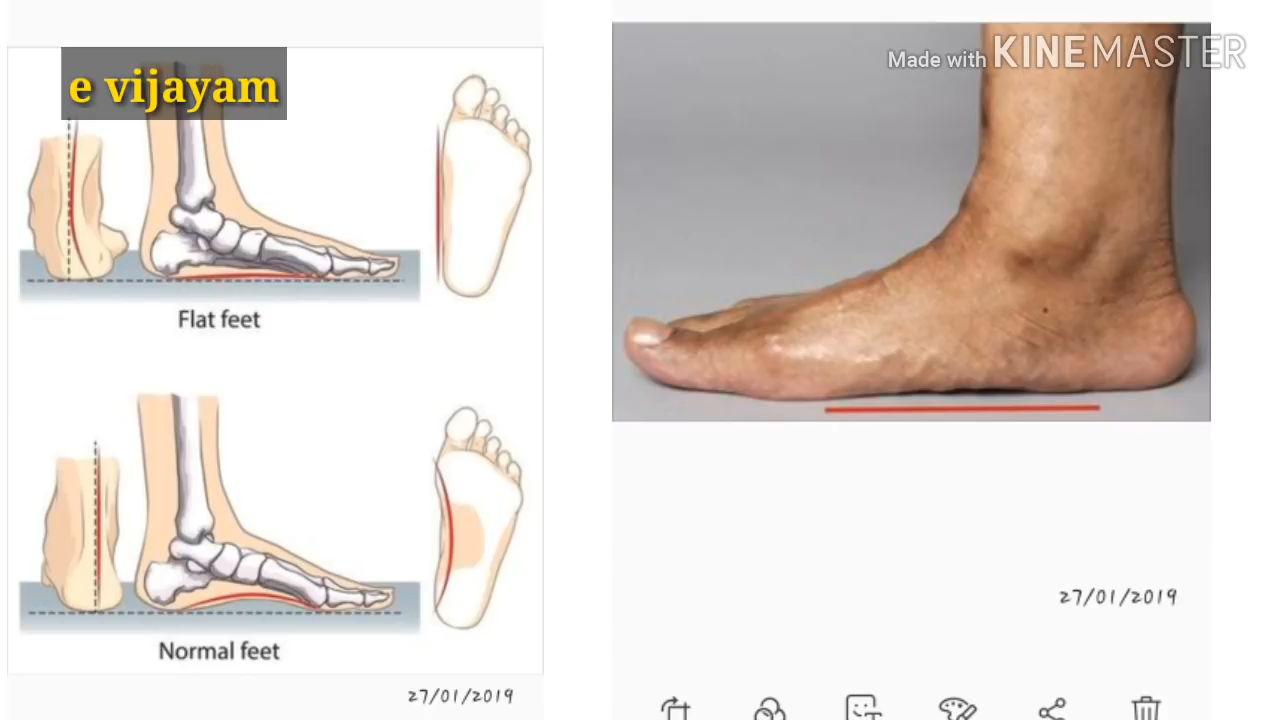 e vijayam
Made with KINEMASTER
Flat feet
Normal feet
27/01/2019
27/01/2019